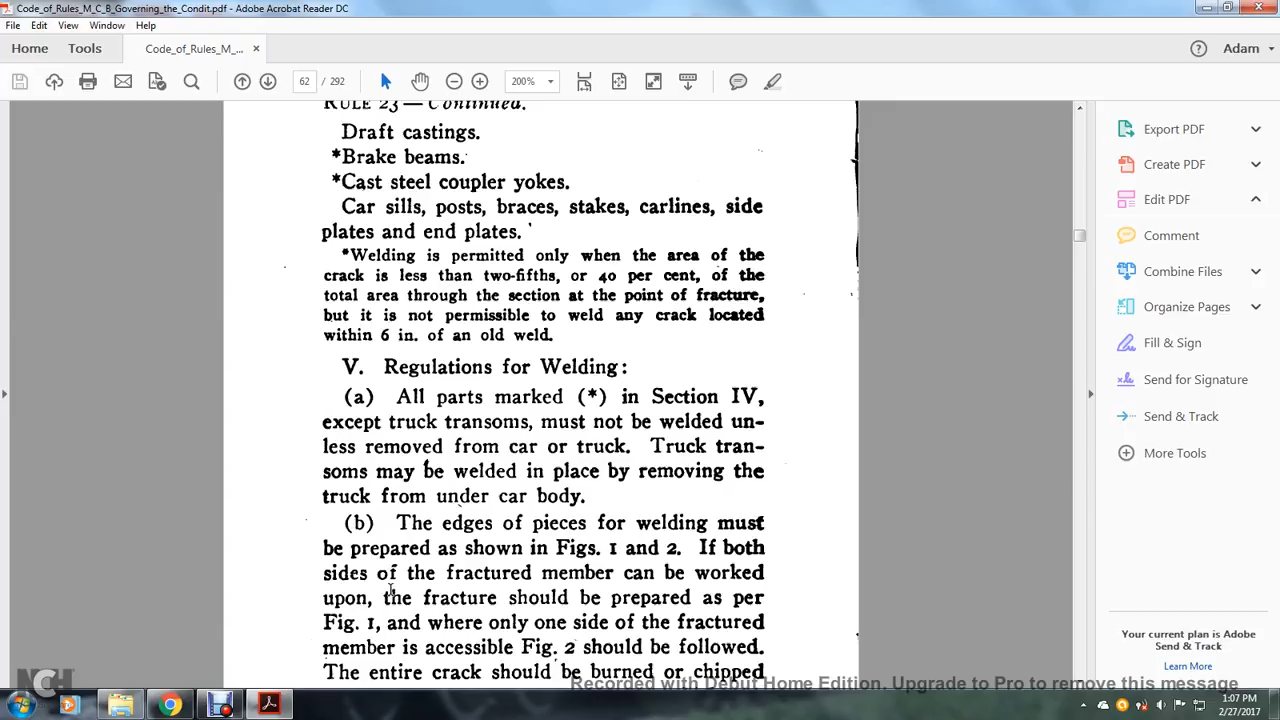 Code_of_Rules_M_C_B_Governing_the_Condit.pdf - Adobe Acrobat Reader DC
File Edit View Window Help
Home Tools Code_of_Rules_M_... × Adam
62 / 292 200%
RULE 23 — Continued.
Draft castings.
*Brake beams.
*Cast steel coupler yokes.
Car sills, posts, braces, stakes, carlines, side
plates and end plates.
*Welding is permitted only when the area of the
crack is less than two-fifths, or 40 per cent, of the
total area through the section at the point of fracture,
but it is not permissible to weld any crack located
within 6 in. of an old weld.
V. Regulations for Welding:
(a) All parts marked (*) in Section IV,
except truck transoms, must not be welded un-
less removed from car or truck. Truck tran-
soms may be welded in place by removing the
truck from under car body.
(b) The edges of pieces for welding must
be prepared as shown in Figs. 1 and 2. If both
sides of the fractured member can be worked
upon, the fracture should be prepared as per
Fig. 1, and where only one side of the fractured
member is accessible Fig. 2 should be followed.
The entire crack should be burned or chipped
Export PDF
Create PDF
Edit PDF
Comment
Combine Files
Organize Pages
Fill & Sign
Send for Signature
Send & Track
More Tools
Your current plan is Adobe
Send & Track
Learn More
NCH
Recorded with Debut Home Edition. Upgrade to Pro to remove this message
1:07 PM
2/27/2017